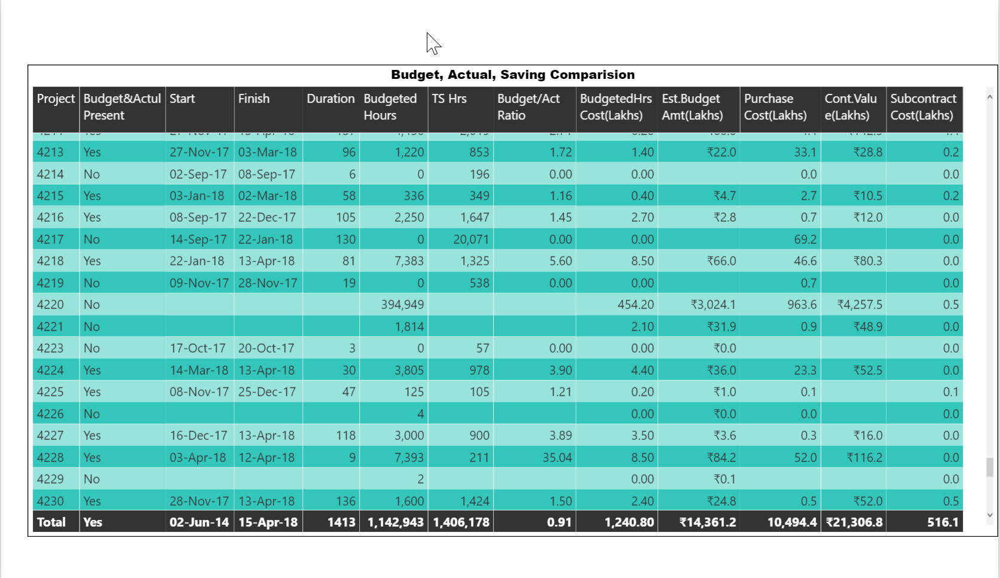 Budget, Actual, Saving Comparision
Project Budget&Actul Present Start Finish Duration Budgeted Hours TS Hrs Budget/Act Ratio BudgetedHrs Cost(Lakhs) Est.Budget Amt(Lakhs) Purchase Cost(Lakhs) Cont.Valu e(Lakhs) Subcontract Cost(Lakhs)
4213 Yes 27-Nov-17 03-Mar-18 96 1,220 853 1.72 1.40 ₹22.0 33.1 ₹28.8 0.2
4214 No 02-Sep-17 08-Sep-17 6 0 196 0.00 0.00 0.0 0.0
4215 Yes 03-Jan-18 02-Mar-18 58 336 349 1.16 0.40 ₹4.7 2.7 ₹10.5 0.2
4216 Yes 08-Sep-17 22-Dec-17 105 2,250 1,647 1.45 2.70 ₹2.8 0.7 ₹12.0 0.0
4217 No 14-Sep-17 22-Jan-18 130 0 20,071 0.00 0.00 69.2 0.0
4218 Yes 22-Jan-18 13-Apr-18 81 7,383 1,325 5.60 8.50 ₹66.0 46.6 ₹80.3 0.0
4219 No 09-Nov-17 28-Nov-17 19 0 538 0.00 0.00 0.7 0.0
4220 No 394,949 454.20 ₹3,024.1 963.6 ₹4,257.5 0.5
4221 No 1,814 2.10 ₹31.9 0.9 ₹48.9 0.0
4223 No 17-Oct-17 20-Oct-17 3 0 57 0.00 0.00 ₹0.0 0.0
4224 Yes 14-Mar-18 13-Apr-18 30 3,805 978 3.90 4.40 ₹36.0 23.3 ₹52.5 0.0
4225 Yes 08-Nov-17 25-Dec-17 47 125 105 1.21 0.20 ₹1.0 0.1 0.1
4226 No 4 0.00 ₹0.0 0.0 0.0
4227 Yes 16-Dec-17 13-Apr-18 118 3,000 900 3.89 3.50 ₹3.6 0.3 ₹16.0 0.0
4228 Yes 03-Apr-18 12-Apr-18 9 7,393 211 35.04 8.50 ₹84.2 52.0 ₹116.2 0.0
4229 No 2 0.00 ₹0.1 0.0
4230 Yes 28-Nov-17 13-Apr-18 136 1,600 1,424 1.50 2.40 ₹24.8 0.5 ₹52.0 0.5
Total Yes 02-Jun-14 15-Apr-18 1413 1,142,943 1,406,178 0.91 1,240.80 ₹14,361.2 10,494.4 ₹21,306.8 516.1